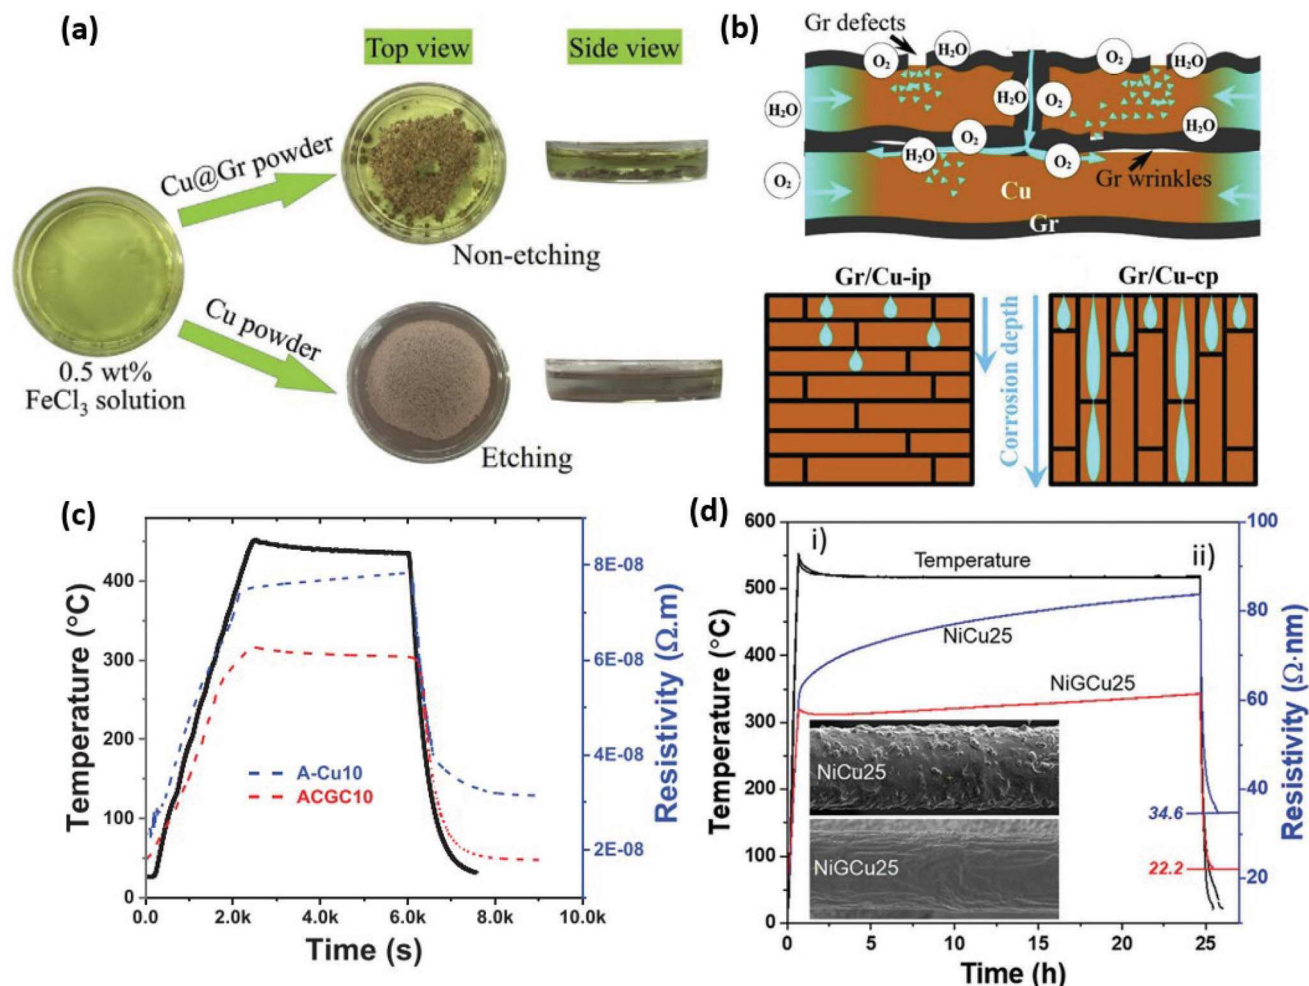 (a)
Top view
Side view
Cu@Gr powder
Non-etching
Cu powder
0.5 wt%
FeCl₃ solution
Etching
(b)
Gr defects
O₂
H₂O
O₂
H₂O
H₂O
H₂O
O₂
H₂O
O₂
H₂O
O₂
O₂
Gr wrinkles
Cu
Gr
Gr/Cu-ip
Gr/Cu-cp
Corrosion depth
(c)
Temperature (°C)
400
300
200
100
0
8E-08
6E-08
4E-08
2E-08
Resistivity (Ω.m)
A-Cu10
ACGC10
0.0
2.0k
4.0k
6.0k
8.0k
10.0k
Time (s)
(d)
Temperature (°C)
600
500
400
300
200
100
0
i)
ii)
Temperature
NiCu25
NiGCu25
NiCu25
NiGCu25
34.6
22.2
100
80
60
40
20
Resistivity (Ω·nm)
0
5
10
15
20
25
Time (h)